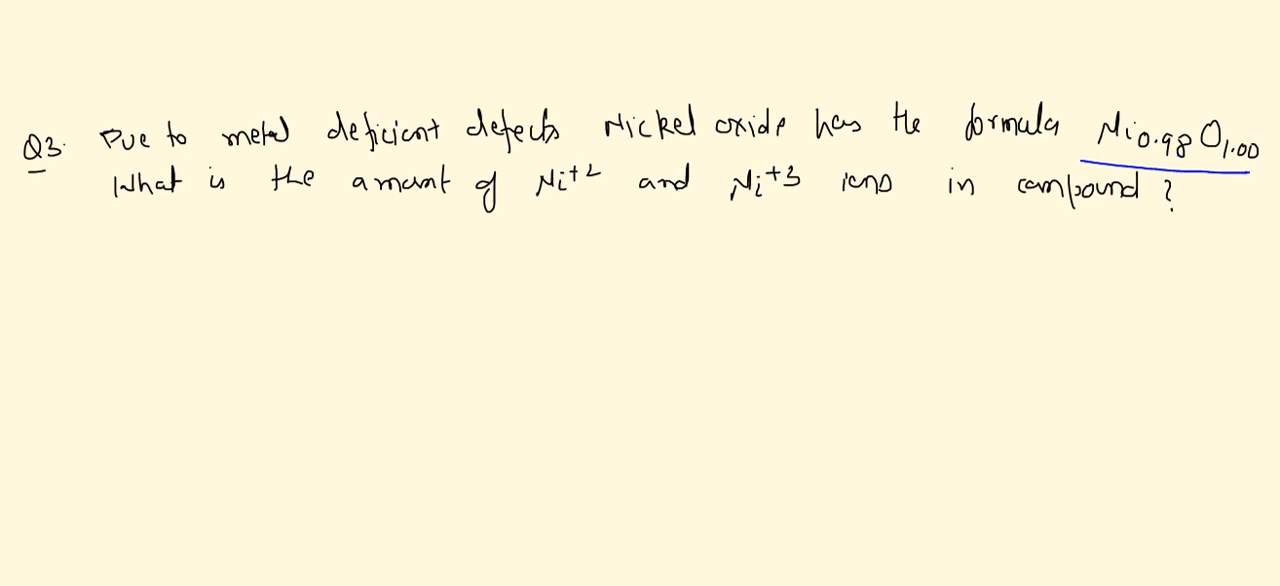 Q3. Due to metal deficient defects Nickel oxide has the formula Ni0.98O1.00
What is the amount of Ni+2 and Ni+3 ions in compound ?